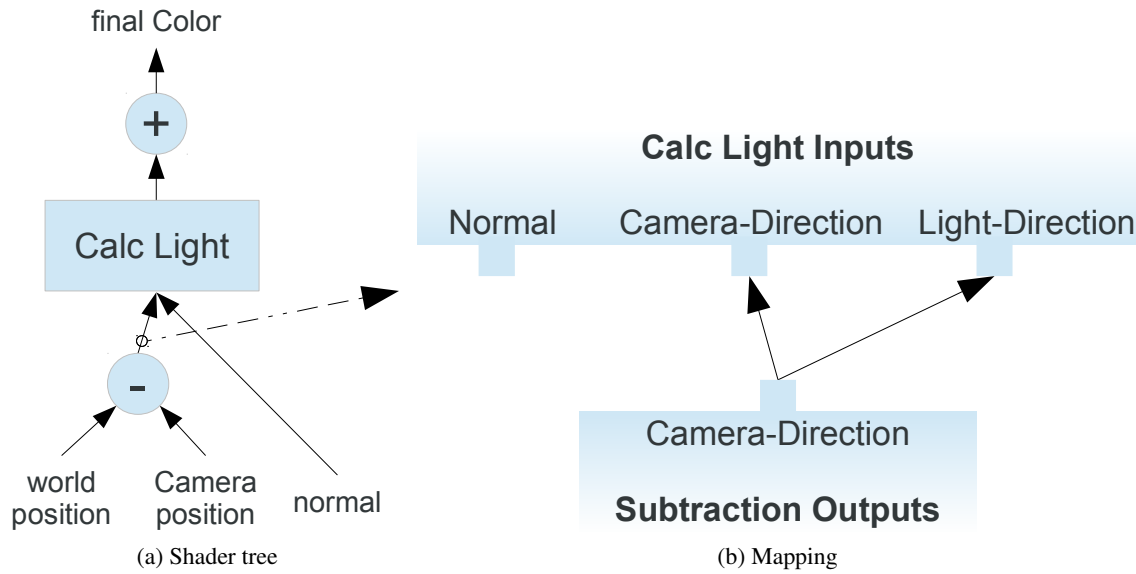 final Color
+
Calc Light
-
world
position
Camera
position
normal
(a) Shader tree
Calc Light Inputs
Normal
Camera-Direction
Light-Direction
Camera-Direction
Subtraction Outputs
(b) Mapping